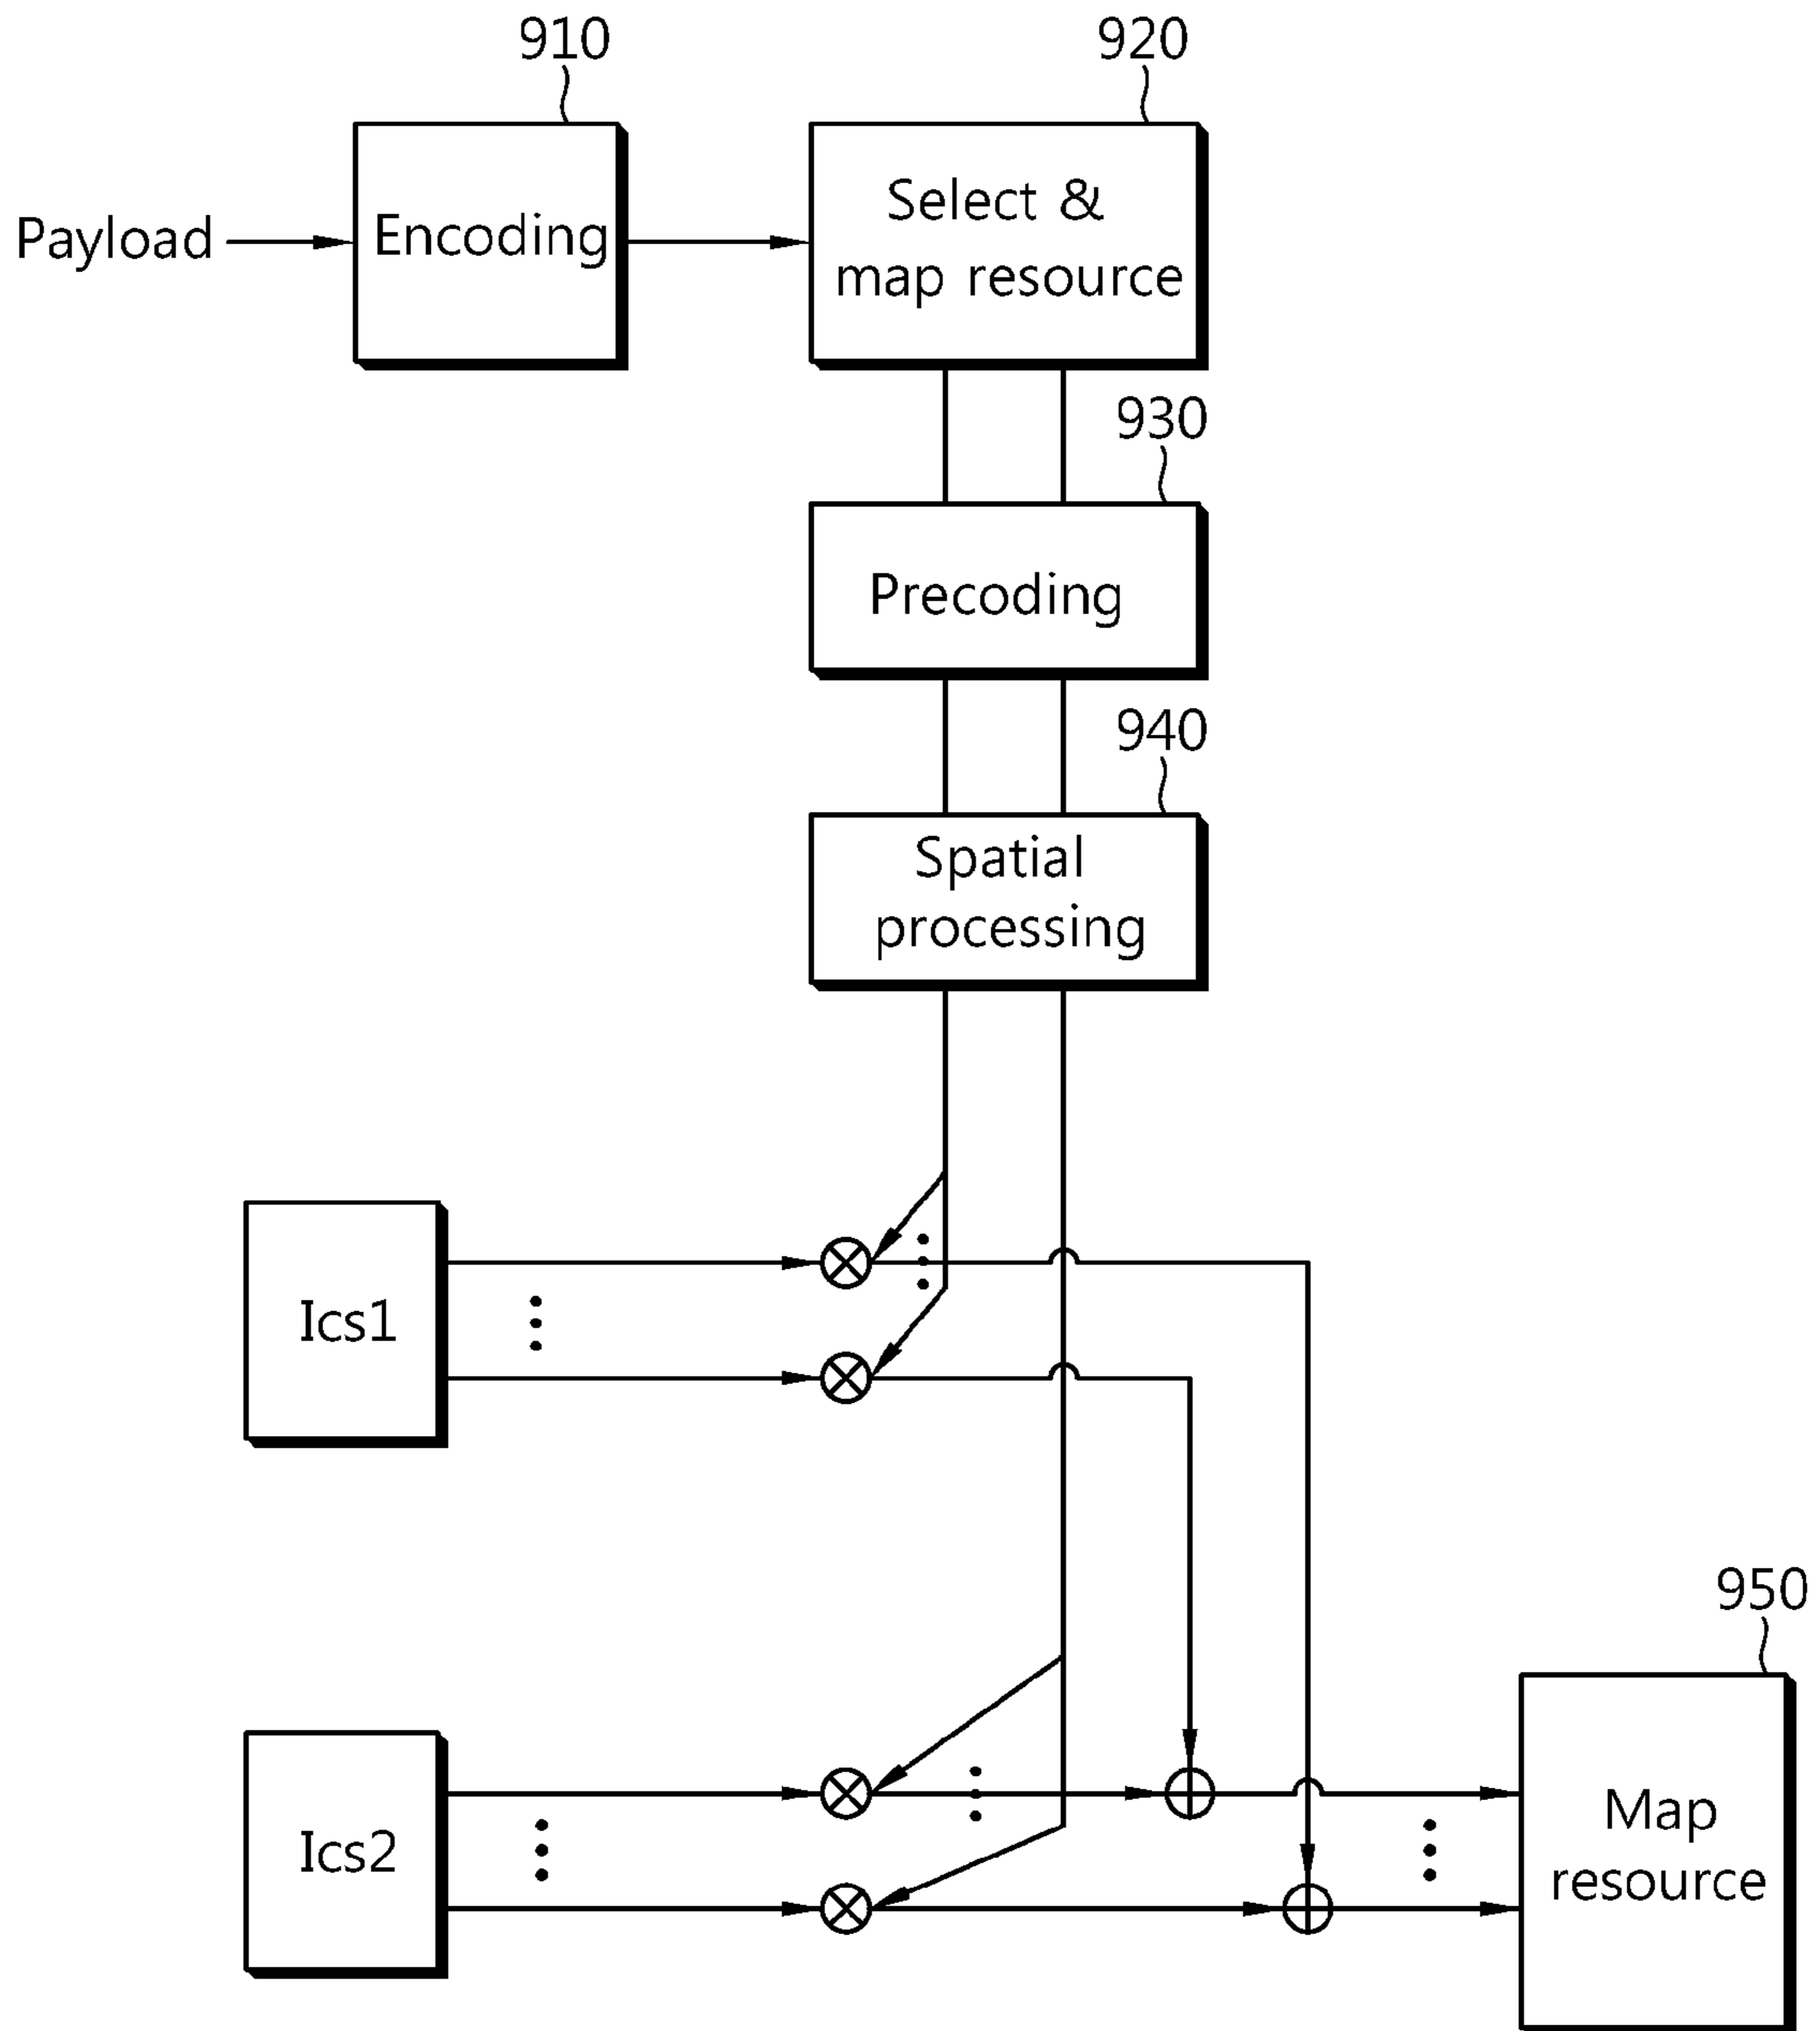 910
920
Payload
Encoding
Select &
map resource
930
Precoding
940
Spatial
processing
Ics1
950
Ics2
Map
resource